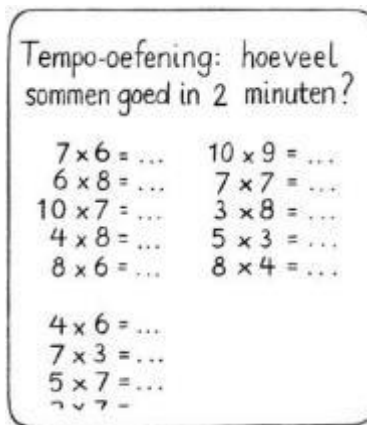 Tempo-oefening: hoeveel
sommen goed in 2 minuten?
7 x 6 = ...
6 x 8 = ...
10 x 7 = ...
4 x 8 = ...
8 x 6 = ...
10 x 9 = ...
7 x 7 = ...
3 x 8 = ...
5 x 3 = ...
8 x 4 = ...
4 x 6 = ...
7 x 3 = ...
5 x 7 = ...